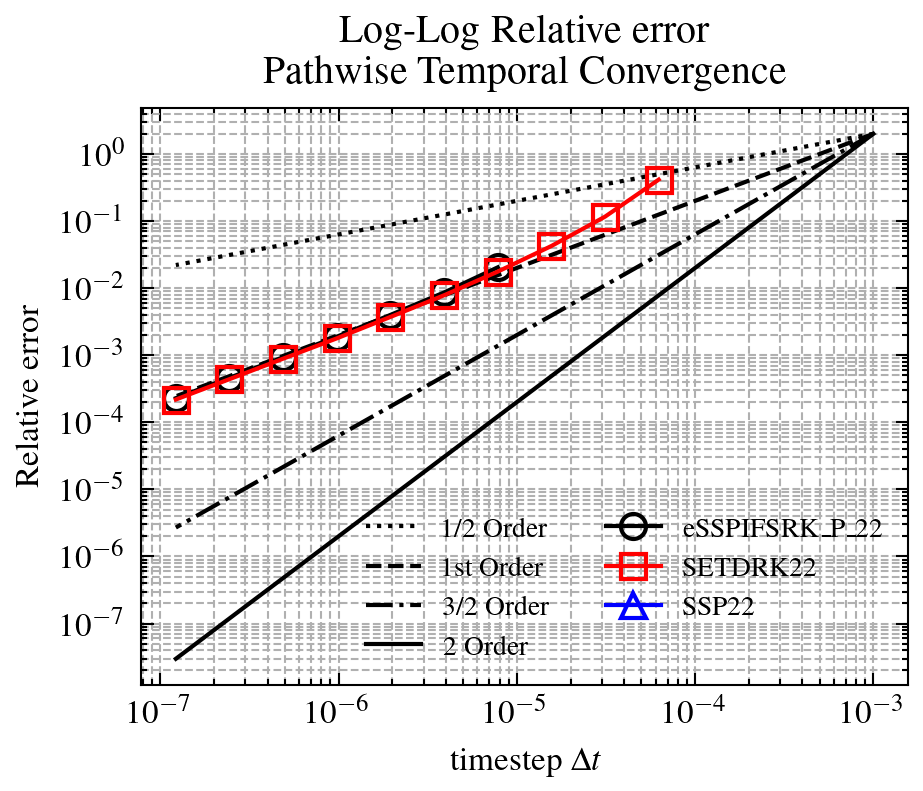 Log-Log Relative error
Pathwise Temporal Convergence
Relative error
10⁰
10⁻¹
10⁻²
10⁻³
10⁻⁴
10⁻⁵
10⁻⁶
10⁻⁷
1/2 Order
1st Order
3/2 Order
2 Order
eSSPIFSRK_P_22
SETDRK22
SSP22
10⁻⁷ 10⁻⁶ 10⁻⁵ 10⁻⁴ 10⁻³
timestep Δt